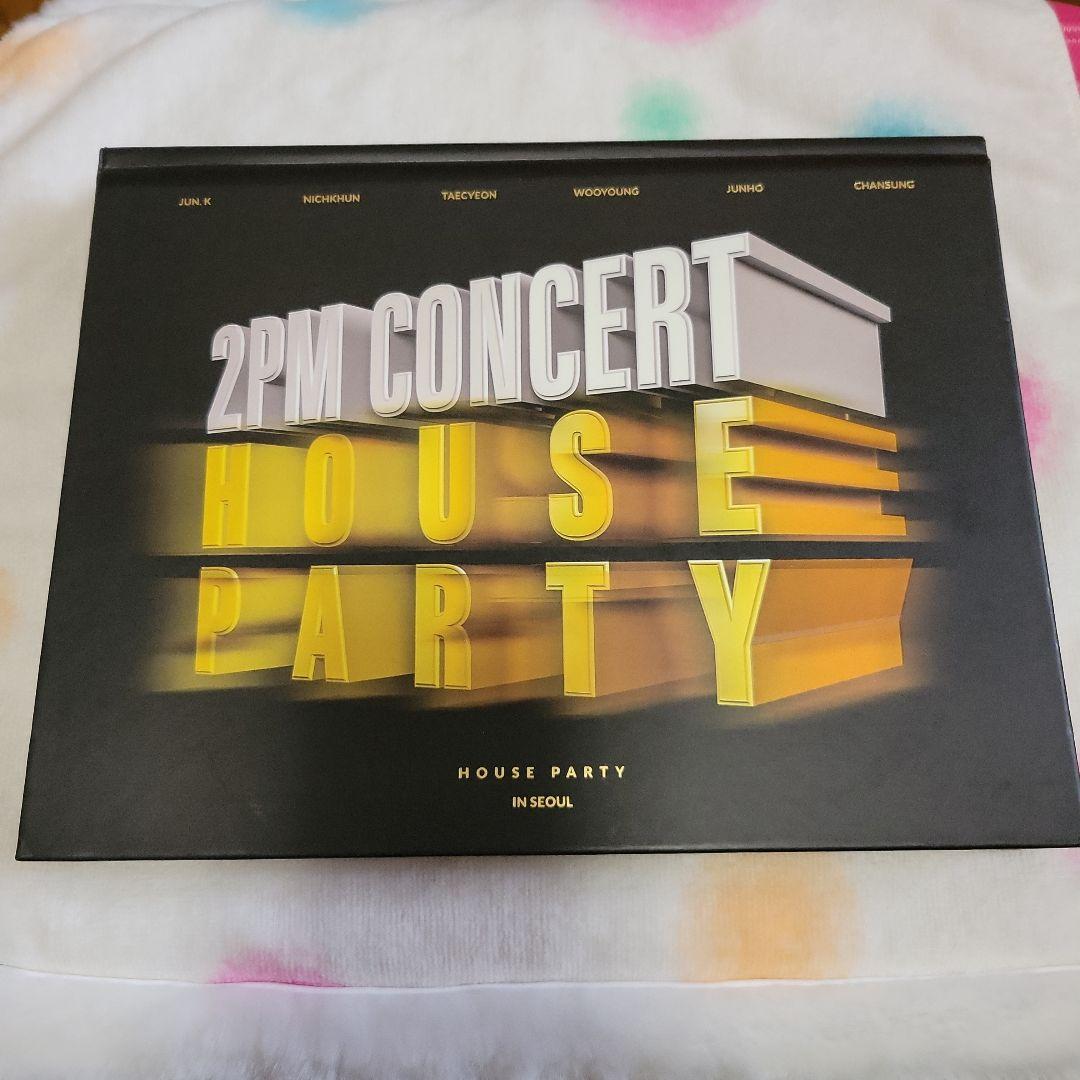 JUN. K NICHKHUN TAECYEON WOOYOUNG JUNHO CHANSUNG
2PM CONCERT
HOUSE
PARTY
HOUSE PARTY
IN SEOUL